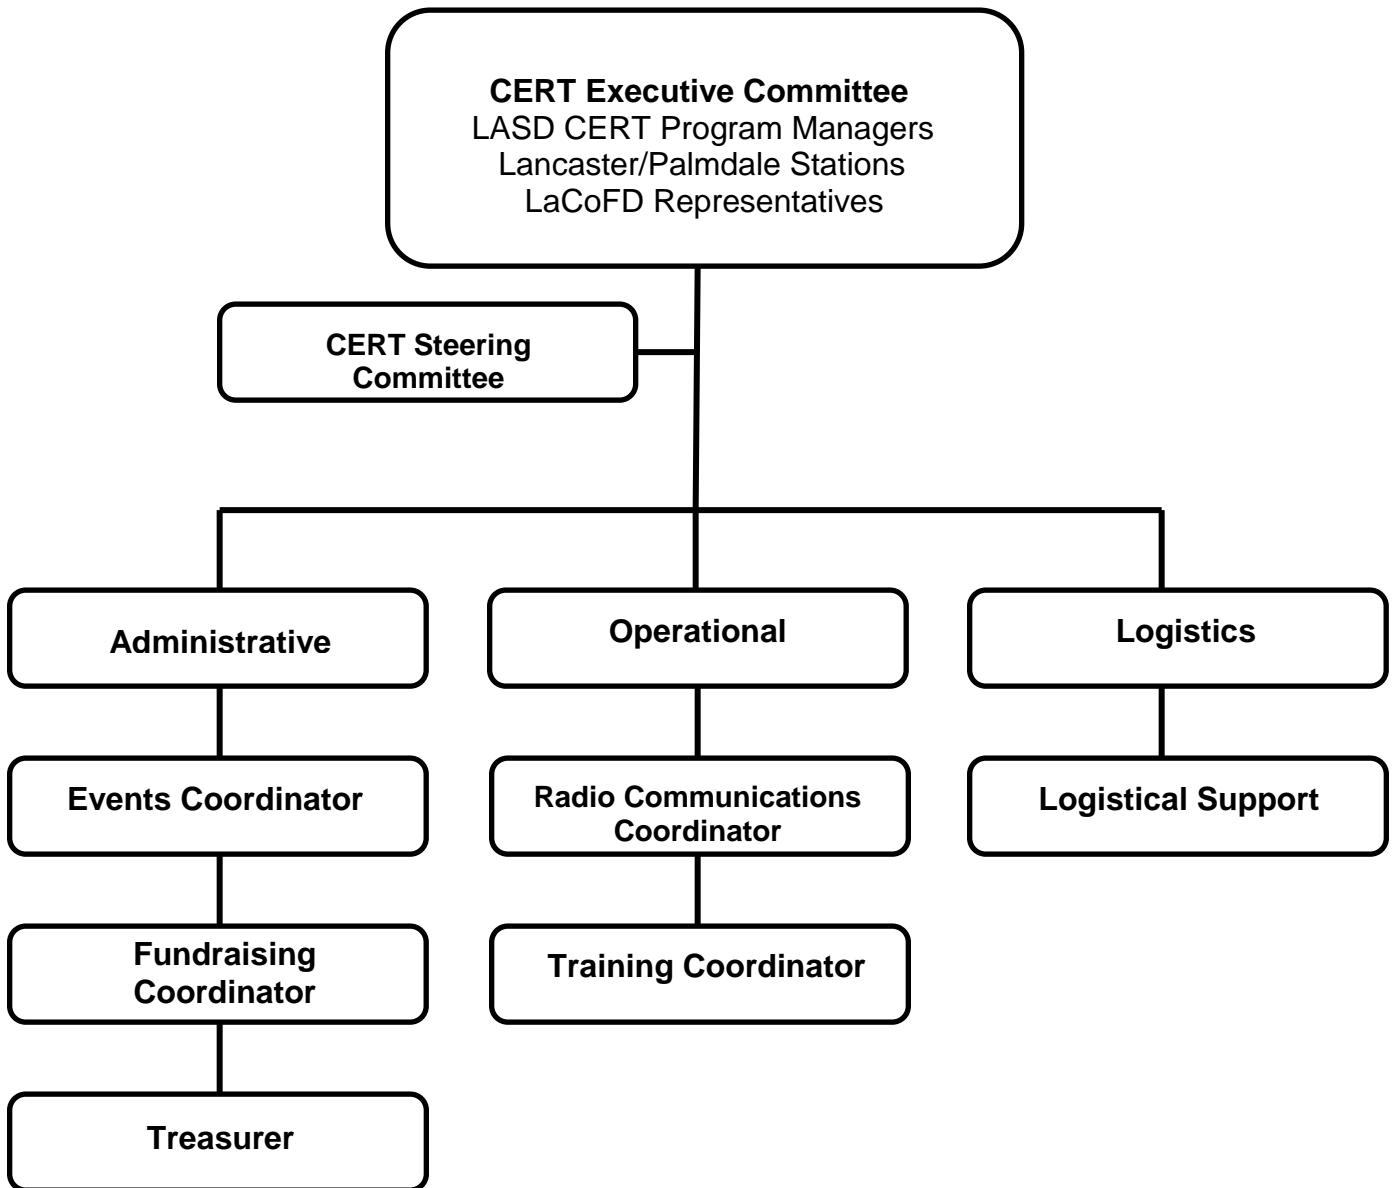 CERT Executive Committee
LASD CERT Program Managers
Lancaster/Palmdale Stations
LaCoFD Representatives
CERT Steering
Committee
Administrative
Operational
Logistics
Events Coordinator
Radio Communications
Coordinator
Logistical Support
Fundraising
Coordinator
Training Coordinator
Treasurer